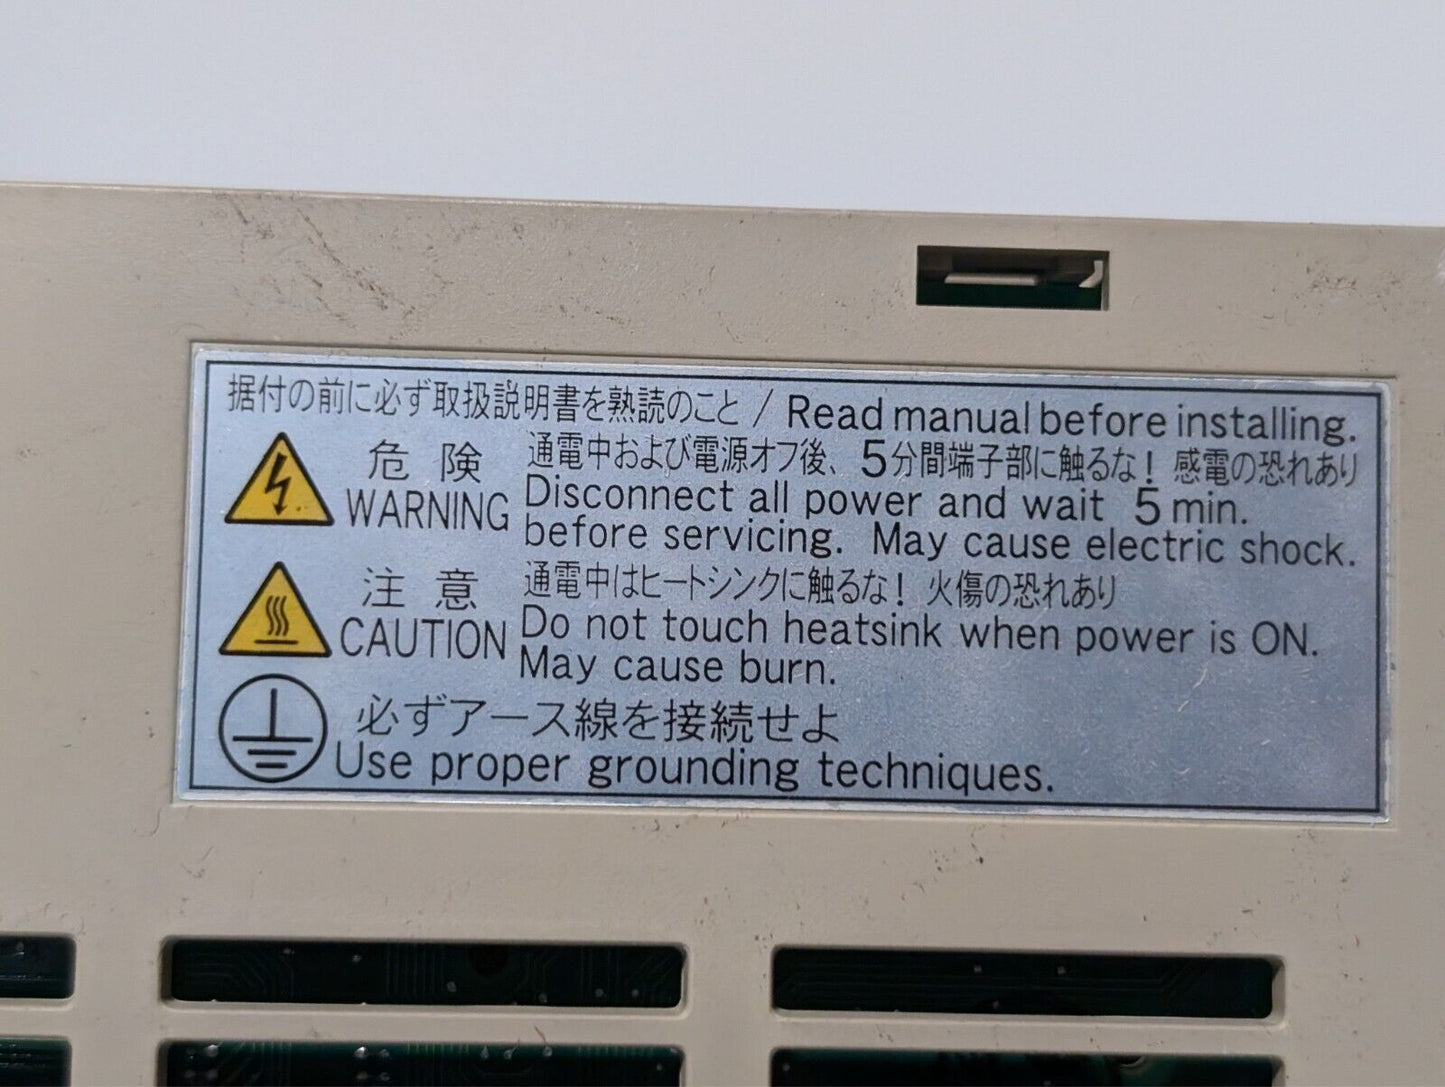 据付の前に必ず取扱説明書を熟読のこと / Read manual before installing.
危険 通電中および電源オフ後、5分間端子部に触るな! 感電の恐れあり
WARNING Disconnect all power and wait 5 min.
before servicing. May cause electric shock.
注意 通電中はヒートシンクに触るな! 火傷の恐れあり
CAUTION Do not touch heatsink when power is ON.
May cause burn.
必ずアース線を接続せよ
Use proper grounding techniques.